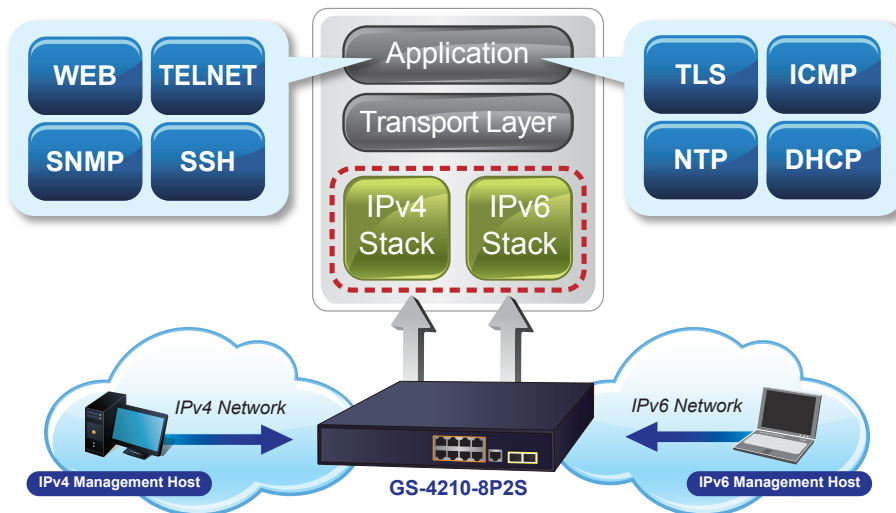 WEB
TELNET
SNMP
SSH
Application
Transport Layer
IPv4
Stack
IPv6
Stack
TLS
ICMP
NTP
DHCP
IPv4 Network
IPv6 Network
IPv4 Management Host
GS-4210-8P2S
IPv6 Management Host